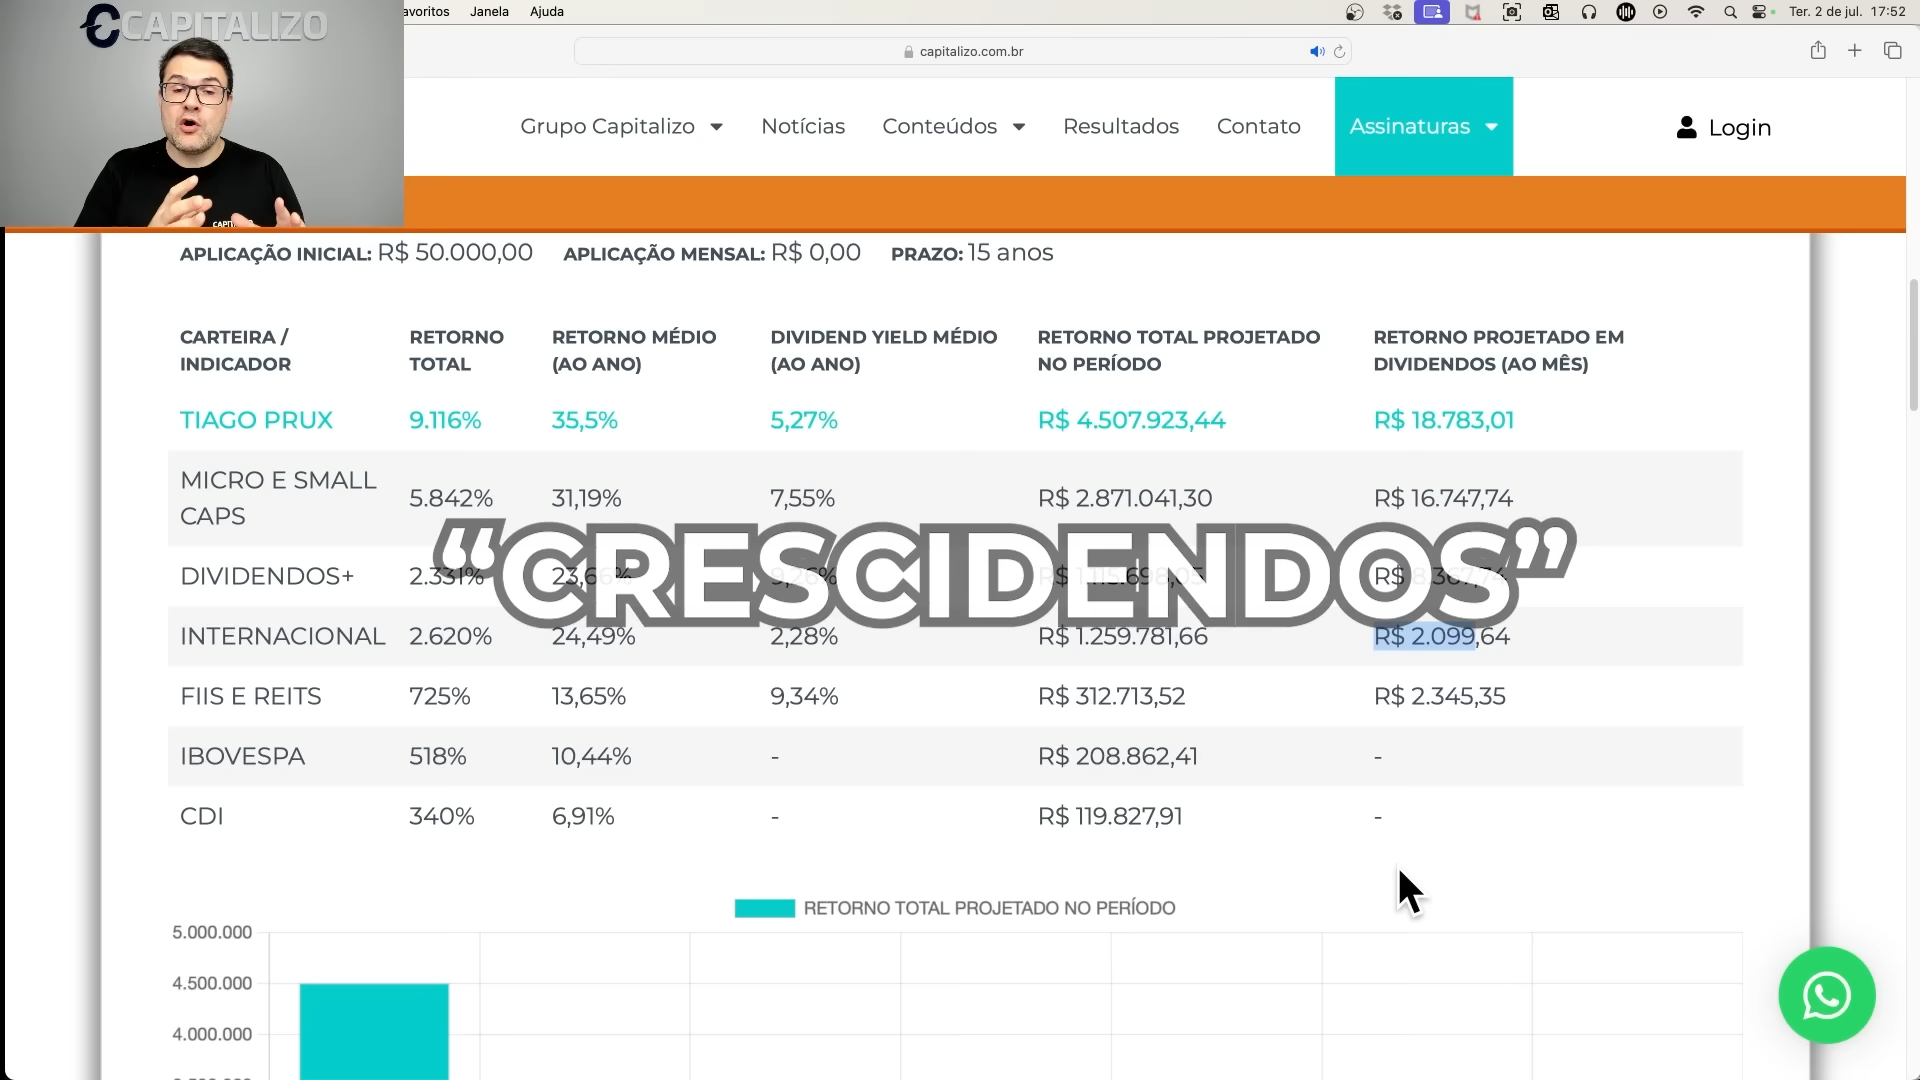 CAPITALIZO
avoritos Janela Ajuda
Ter. 2 de jul. 17:52
capitalizo.com.br
Grupo Capitalizo Notícias Conteúdos Resultados Contato Assinaturas Login
APLICAÇÃO INICIAL: R$ 50.000,00 APLICAÇÃO MENSAL: R$ 0,00 PRAZO: 15 anos
CARTEIRA / INDICADOR RETORNO TOTAL RETORNO MÉDIO (AO ANO) DIVIDEND YIELD MÉDIO (AO ANO) RETORNO TOTAL PROJETADO NO PERÍODO RETORNO PROJETADO EM DIVIDENDOS (AO MÊS)
TIAGO PRUX 9.116% 35,5% 5,27% R$ 4.507.923,44 R$ 18.783,01
MICRO E SMALL CAPS 5.842% 31,19% 7,55% R$ 2.871.041,30 R$ 16.747,74
“CRESCIDENDOS”
DIVIDENDOS+ 2.331% R$
INTERNACIONAL 2.620% 24,49% 2,28% R$ 1.259.781,66 R$ 2.099,64
FIIS E REITS 725% 13,65% 9,34% R$ 312.713,52 R$ 2.345,35
IBOVESPA 518% 10,44% - R$ 208.862,41 -
CDI 340% 6,91% - R$ 119.827,91 -
RETORNO TOTAL PROJETADO NO PERÍODO
5.000.000
4.500.000
4.000.000